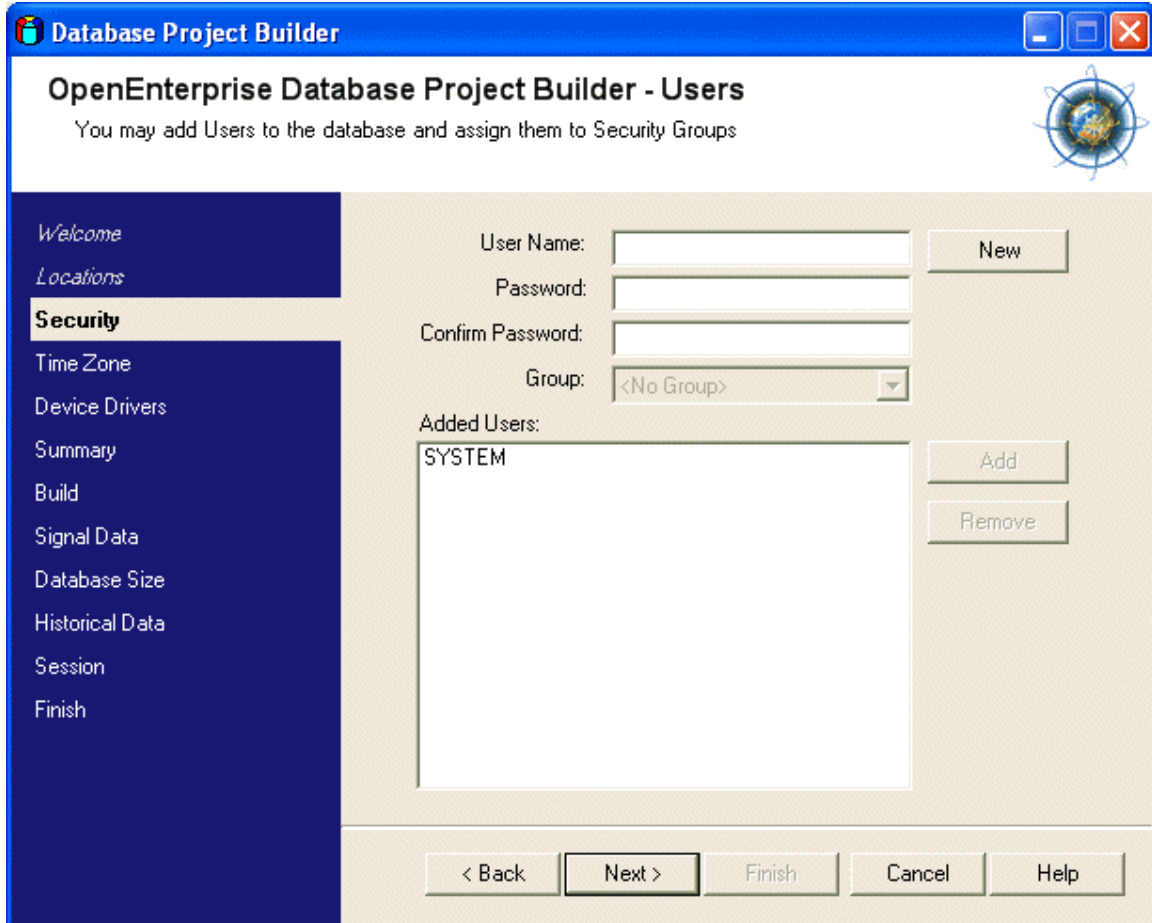 Database Project Builder
OpenEnterprise Database Project Builder - Users
You may add Users to the database and assign them to Security Groups
Welcome
Locations
Security
Time Zone
Device Drivers
Summary
Build
Signal Data
Database Size
Historical Data
Session
Finish
User Name:
New
Password:
Confirm Password:
Group:
<No Group>
Added Users:
SYSTEM
Add
Remove
< Back
Next >
Finish
Cancel
Help